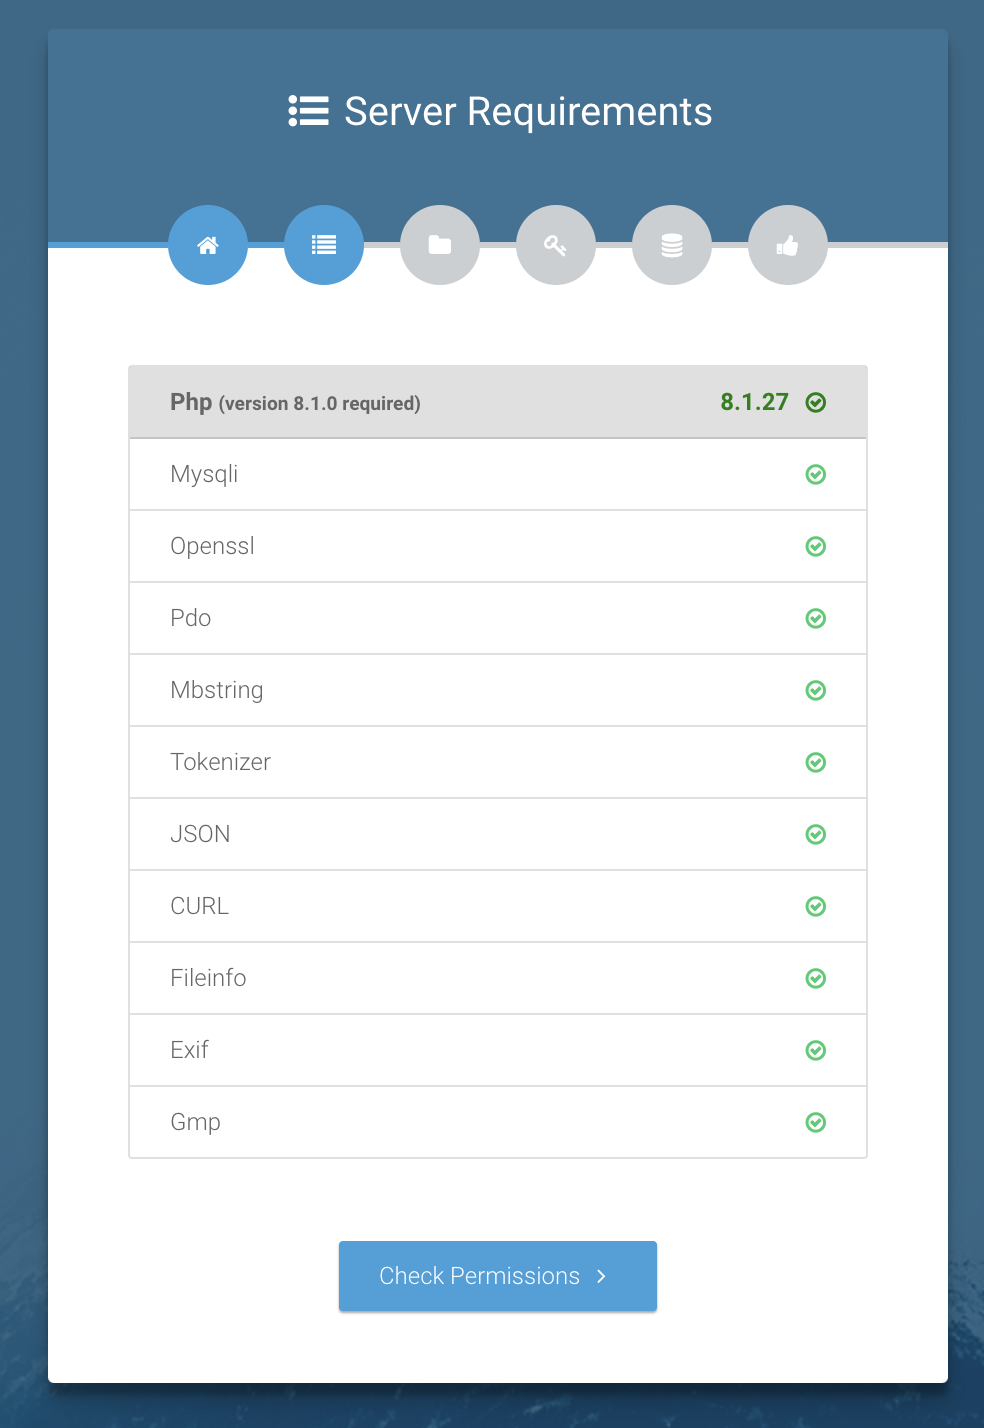 Server Requirements
Php (version 8.1.0 required) 8.1.27
Mysqli
Openssl
Pdo
Mbstring
Tokenizer
JSON
CURL
Fileinfo
Exif
Gmp
Check Permissions